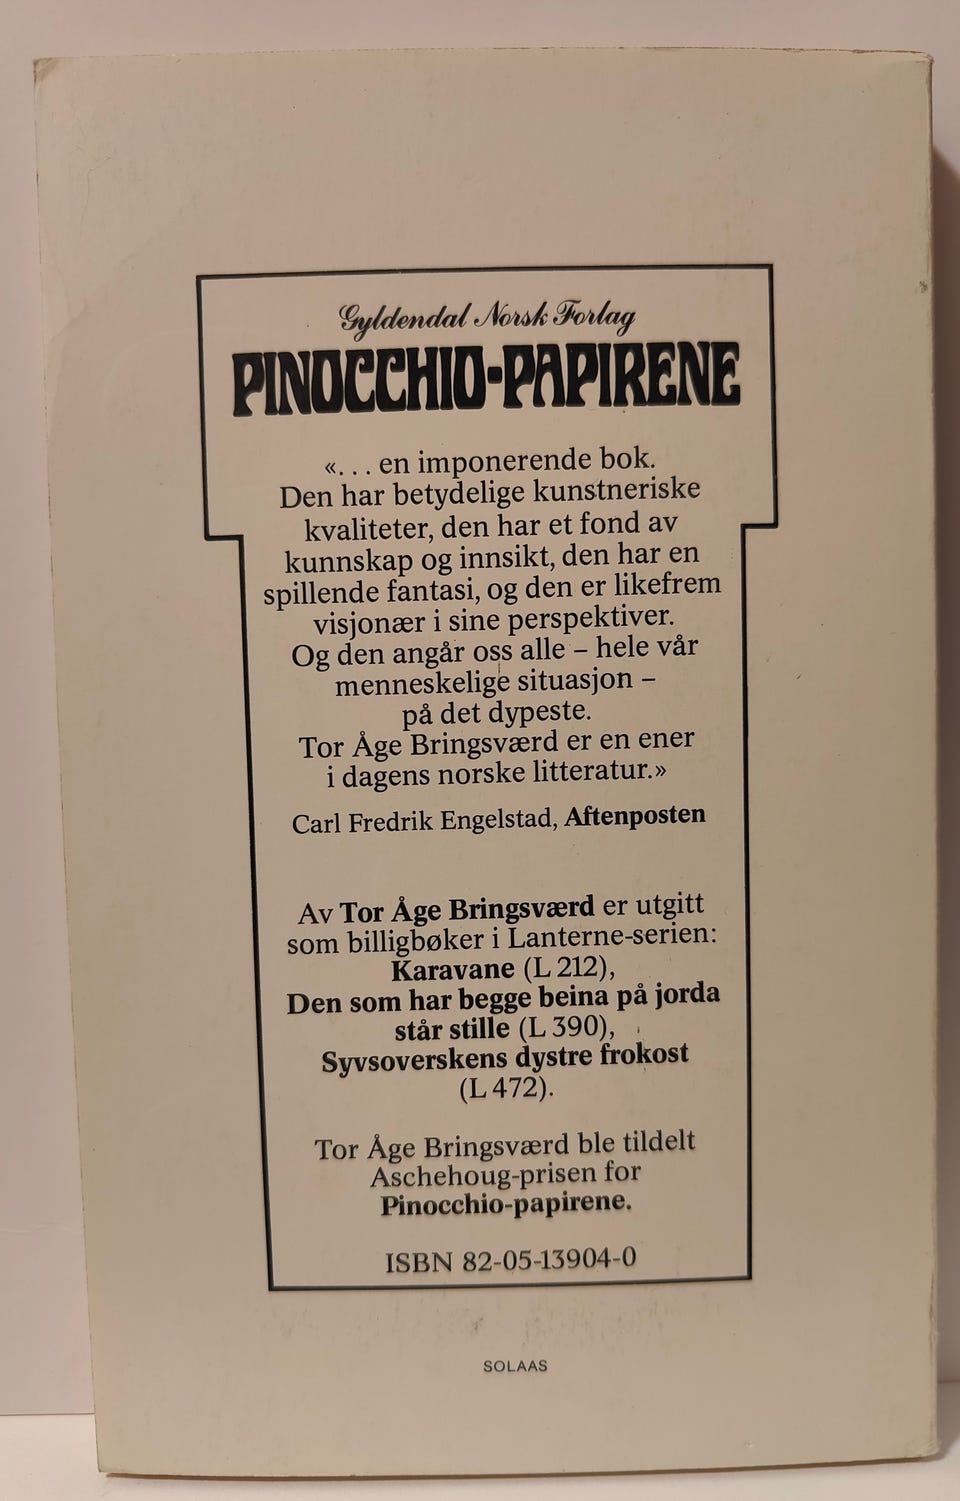 Gyldendal Norsk Forlag
PINOCCHIO-PAPIRENE
«... en imponerende bok.
Den har betydelige kunstneriske
kvaliteter, den har et fond av
kunnskap og innsikt, den har en
spillende fantasi, og den er likefrem
visjonær i sine perspektiver.
Og den angår oss alle – hele vår
menneskelige situasjon –
på det dypeste.
Tor Åge Bringsværd er en ener
i dagens norske litteratur.»
Carl Fredrik Engelstad, Aftenposten
Av Tor Åge Bringsværd er utgitt
som billigbøker i Lanterne-serien:
Karavane (L 212),
Den som har begge beina på jorda
står stille (L 390),
Syvsoverskens dystre frokost
(L 472).
Tor Åge Bringsværd ble tildelt
Aschehoug-prisen for
Pinocchio-papirene.
ISBN 82-05-13904-0
SOLAAS